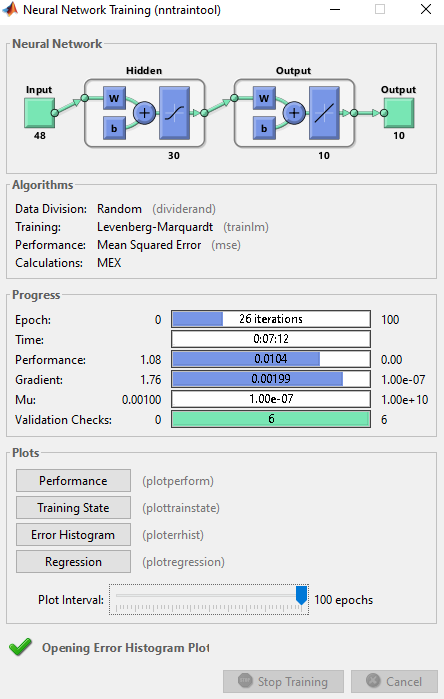 Neural Network Training (nntraintool)
Neural Network
Hidden Output
Input Output
W W
b b
+ +
48 10
30 10
Algorithms
Data Division: Random (dividerand)
Training: Levenberg-Marquardt (trainlm)
Performance: Mean Squared Error (mse)
Calculations: MEX
Progress
Epoch: 0 26 iterations 100
Time: 0:07:12
Performance: 1.08 0.0104 0.00
Gradient: 1.76 0.00199 1.00e-07
Mu: 0.00100 1.00e-07 1.00e+10
Validation Checks: 0 6 6
Plots
Performance (plotperform)
Training State (plottrainstate)
Error Histogram (ploterrhist)
Regression (plotregression)
Plot Interval: 100 epochs
Opening Error Histogram Plot
Stop Training Cancel